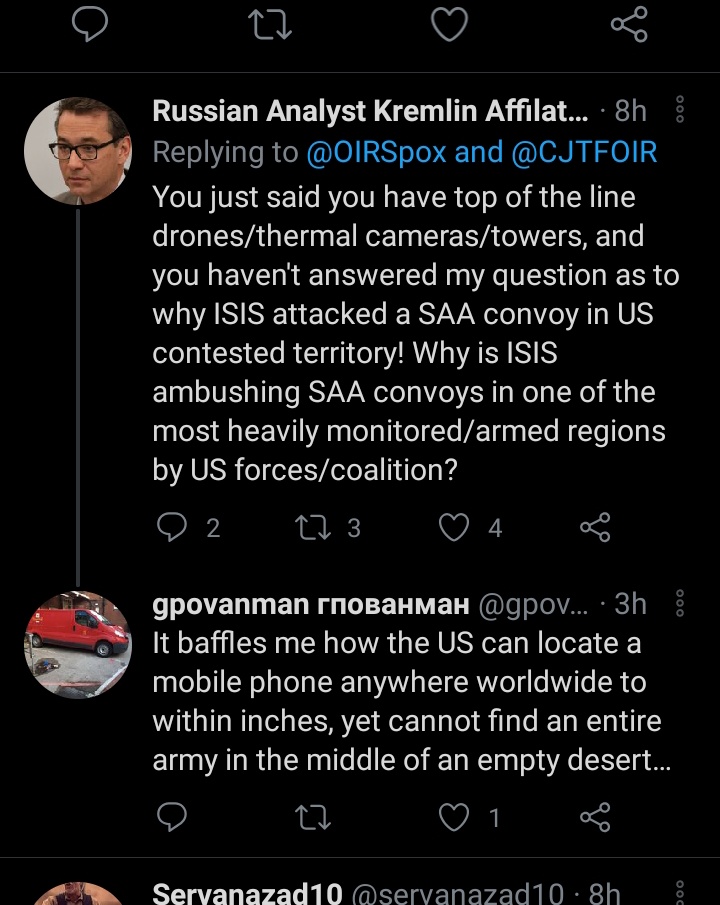 Russian Analyst Kremlin Affilat... · 8h
Replying to @OIRSpox and @CJTFOIR
You just said you have top of the line
drones/thermal cameras/towers, and
you haven't answered my question as to
why ISIS attacked a SAA convoy in US
contested territory! Why is ISIS
ambushing SAA convoys in one of the
most heavily monitored/armed regions
by US forces/coalition?
2 3 4
gpovanman гпованман @gpov... · 3h
It baffles me how the US can locate a
mobile phone anywhere worldwide to
within inches, yet cannot find an entire
army in the middle of an empty desert...
1
Servanazad10 @servanazad10 · 8h